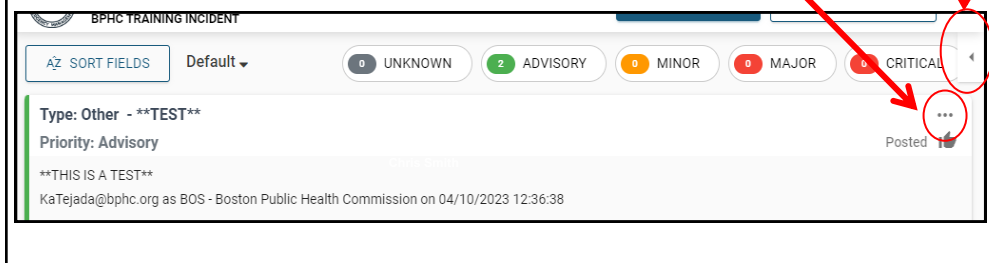 BPHC TRAINING INCIDENT
AZ SORT FIELDS Default 0 UNKNOWN 2 ADVISORY 0 MINOR 0 MAJOR 0 CRITICAL
Type: Other - **TEST**
Priority: Advisory Posted
**THIS IS A TEST**
KaTejada@bphc.org as BOS - Boston Public Health Commission on 04/10/2023 12:36:38